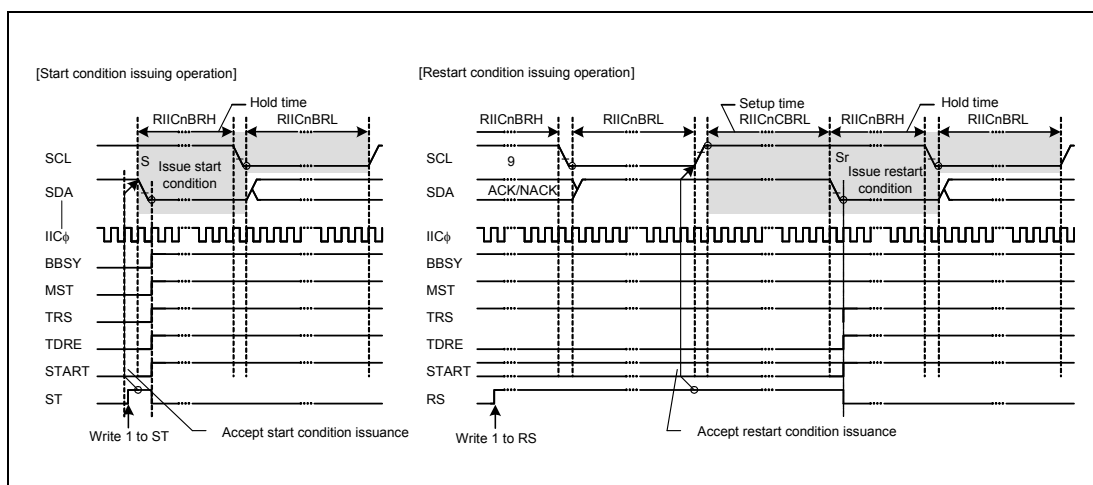 [Start condition issuing operation]
Hold time
RIICnBRH
RIICnBRL
SCL
S
Issue start
condition
SDA
IICϕ
BBSY
MST
TRS
TDRE
START
ST
Write 1 to ST
Accept start condition issuance
[Restart condition issuing operation]
Setup time
Hold time
RIICnBRH
RIICnBRL
RIICnCBRL
RIICnBRH
RIICnBRL
SCL
9
Sr
Issue restart
condition
SDA
ACK/NACK
IICϕ
BBSY
MST
TRS
TDRE
START
RS
Write 1 to RS
Accept restart condition issuance